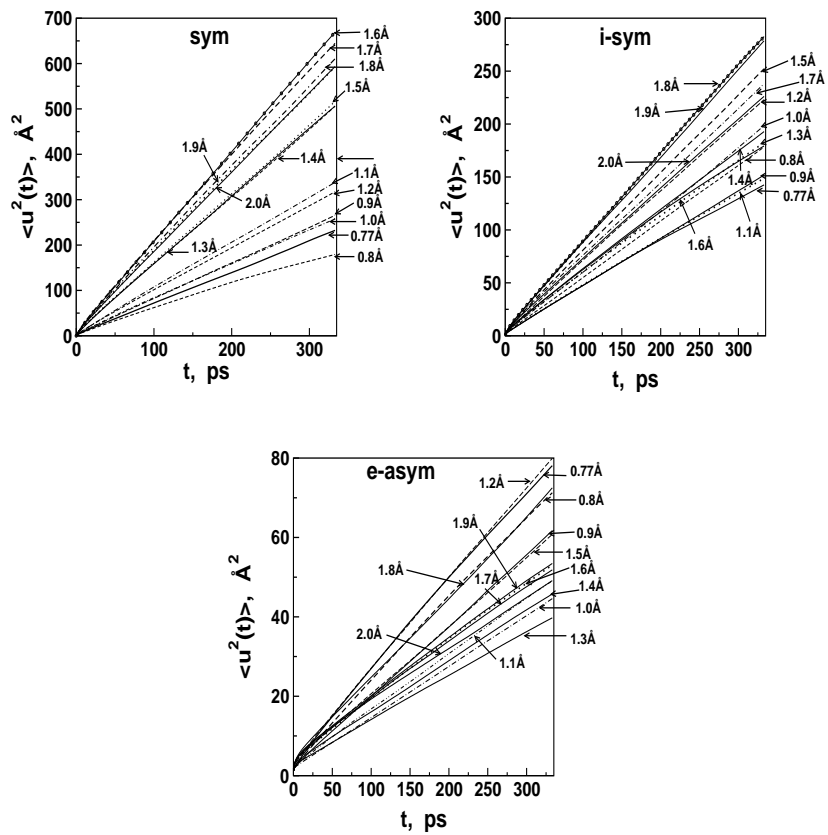 sym
<u²(t)>, Å²
700
600
500
400
300
200
100
0
0 100 200 300
t, ps
1.6Å
1.7Å
1.8Å
1.5Å
1.9Å
1.4Å
2.0Å
1.1Å
1.2Å
0.9Å
1.0Å
1.3Å
0.77Å
0.8Å
i-sym
<u²(t)>, Å²
300
250
200
150
100
50
0
0 50 100 150 200 250 300
t, ps
1.5Å
1.8Å
1.7Å
1.2Å
1.9Å
1.0Å
1.3Å
2.0Å
0.8Å
1.4Å
0.9Å
0.77Å
1.1Å
1.6Å
e-asym
<u²(t)>, Å²
80
60
40
20
0
0 50 100 150 200 250 300
t, ps
1.2Å
0.77Å
0.8Å
1.9Å
0.9Å
1.5Å
1.8Å
1.7Å
1.6Å
1.4Å
1.0Å
2.0Å
1.1Å
1.3Å